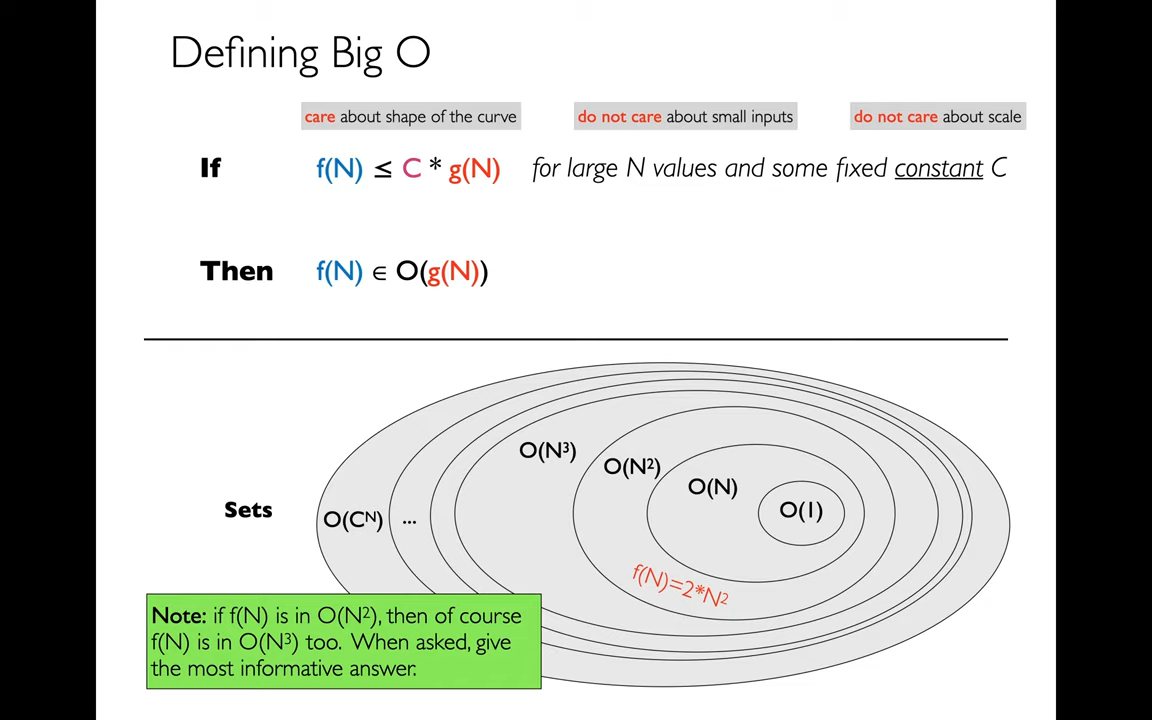 Defining Big O
care about shape of the curve
do not care about small inputs
do not care about scale
If f(N) ≤ C * g(N) for large N values and some fixed constant C
Then f(N) ∈ O(g(N))
Sets
O(Cᴺ)
...
O(N³)
O(N²)
O(N)
O(1)
f(N)=2*N²
Note: if f(N) is in O(N²), then of course
f(N) is in O(N³) too. When asked, give
the most informative answer.